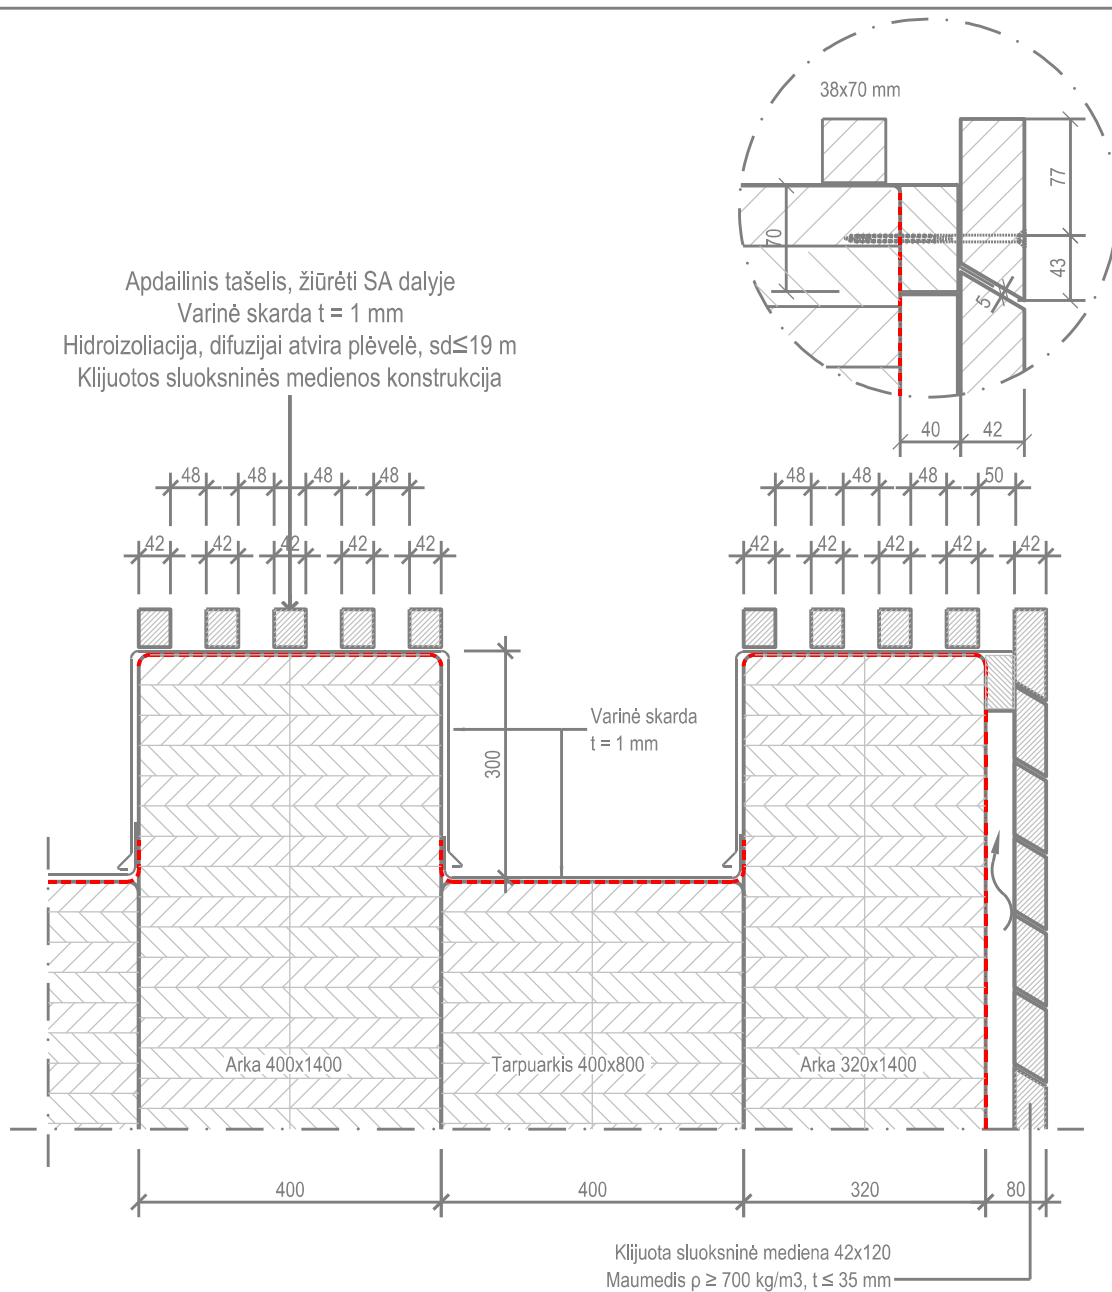 38x70 mm
77
70
43
5
40
42
Apdailinis tašelis, žiūrėti SA dalyje
Varinė skarda t = 1 mm
Hidroizoliacija, difuzijai atvira plėvelė, sd≤19 m
Klijuotos sluoksninės medienos konstrukcija
48 48 48 48
48 48 48 50
42 42 42 42 42
42 42 42 42 42
Varinė skarda
t = 1 mm
300
Arka 400x1400
Tarpuarkis 400x800
Arka 320x1400
400 400 320 80
Klijuota sluoksninė mediena 42x120
Maumedis ρ ≥ 700 kg/m3, t ≤ 35 mm